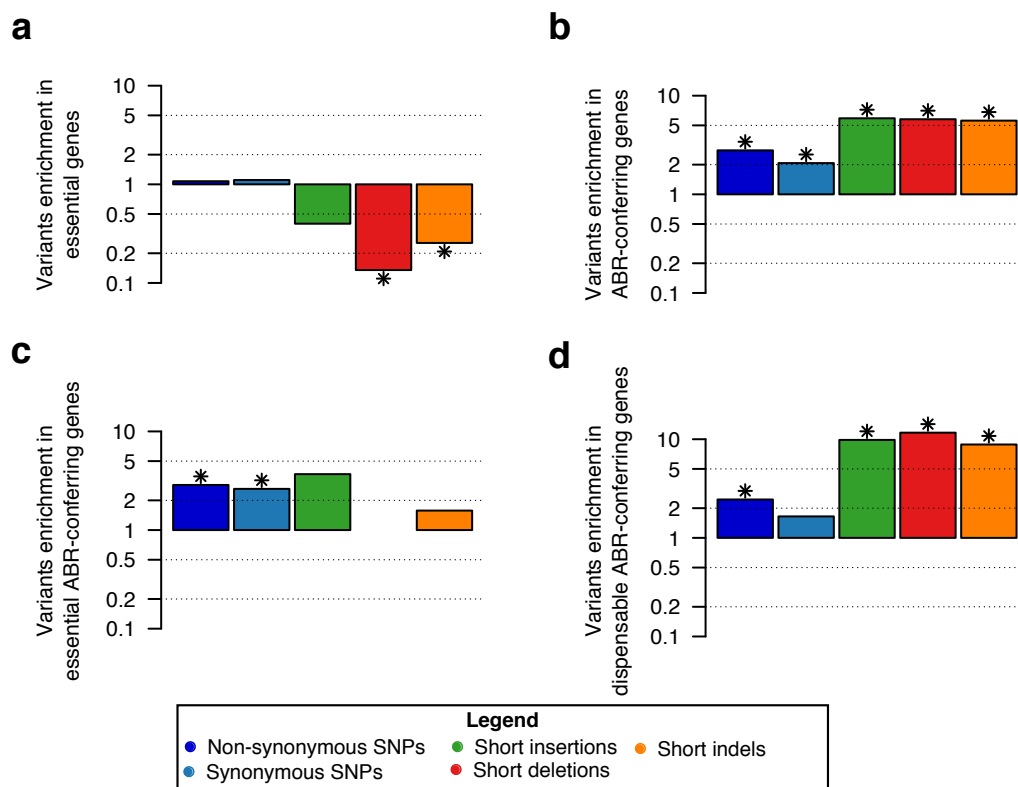 a
Variants enrichment in
essential genes
10
5
2
1
0.5
0.2
0.1
*
*
b
Variants enrichment in
ABR-conferring genes
10
5
2
1
0.5
0.2
0.1
*
*
*
*
*
c
Variants enrichment in
essential ABR-conferring genes
10
5
2
1
0.5
0.2
0.1
*
*
d
Variants enrichment in
dispensable ABR-conferring genes
10
5
2
1
0.5
0.2
0.1
*
*
*
*
Legend
Non-synonymous SNPs
Short insertions
Short indels
Synonymous SNPs
Short deletions